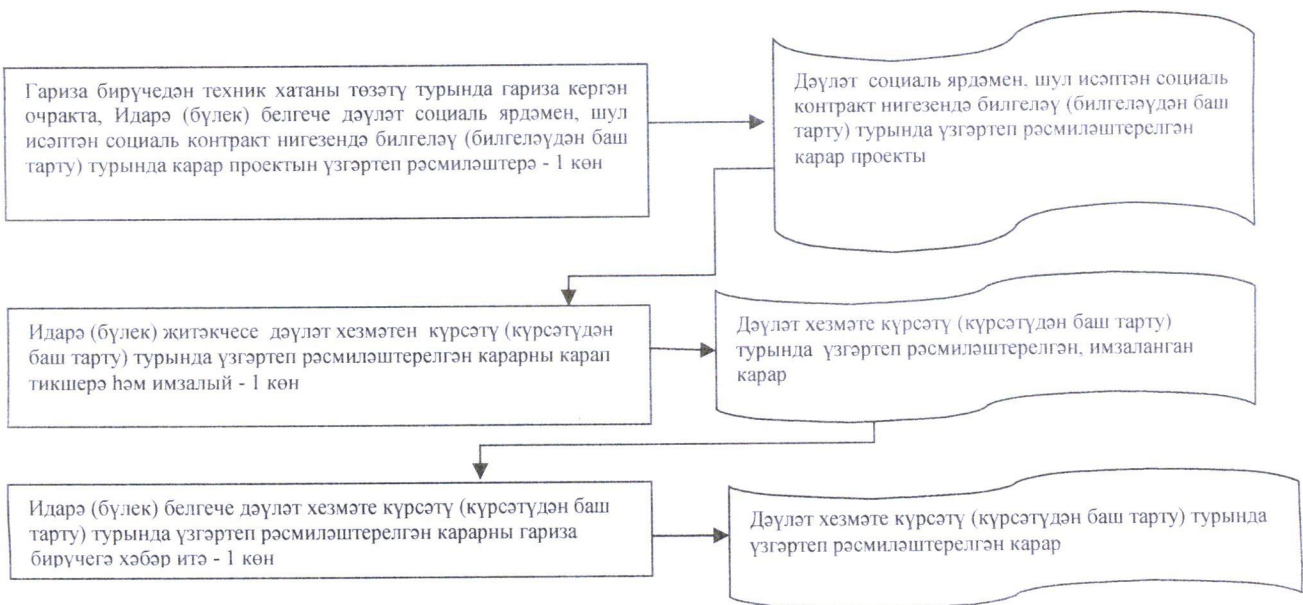 Гариза бирүчедән техник хатаны төзәтү турында гариза кергән
очракта, Идарә (бүлек) белгече дәүләт социаль ярдәмен, шул
исәптән социаль контракт нигезендә билгеләү (билгеләүдән баш
тарту) турында карар проектын үзгәртеп рәсмиләштерә - 1 көн
Дәүләт социаль ярдәмен, шул исәптән социаль
контракт нигезендә билгеләү (билгеләүдән баш
тарту) турында үзгәртеп рәсмиләштерелгән
карар проекты
Идарә (бүлек) җитәкчесе дәүләт хезмәтен күрсәтү (күрсәтүдән
баш тарту) турында үзгәртеп рәсмиләштерелгән карарны карап
тикшерә һәм имзалый - 1 көн
Дәүләт хезмәте күрсәтү (күрсәтүдән баш тарту)
турында үзгәртеп рәсмиләштерелгән, имзаланган
карар
Идарә (бүлек) белгече дәүләт хезмәте күрсәтү (күрсәтүдән баш
тарту) турында үзгәртеп рәсмиләштерелгән карарны гариза
бирүчегә хәбәр итә - 1 көн
Дәүләт хезмәте күрсәтү (күрсәтүдән баш тарту) турында
үзгәртеп рәсмиләштерелгән карар